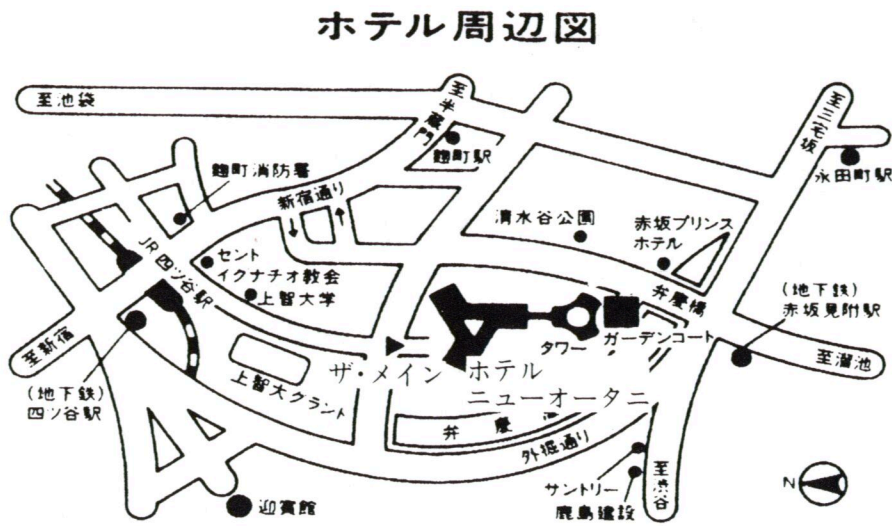 ホテル周辺図
至池袋
至半蔵門
至三宅坂
麹町駅
永田町駅
麹町消防署
新宿通り
清水谷公園
赤坂プリンス
ホテル
JR四ツ谷駅
セント
イクナチオ教会
上智大学
弁慶橋
(地下鉄)
赤坂見附駅
至新宿
タワー
ガーデンコート
至溜池
ザ・メイン
ホテル
ニューオータニ
(地下鉄)
四ツ谷駅
上智大グラント
弁慶濠
外堀通り
サントリー
鹿島建設
至渋谷
迎賓館
N